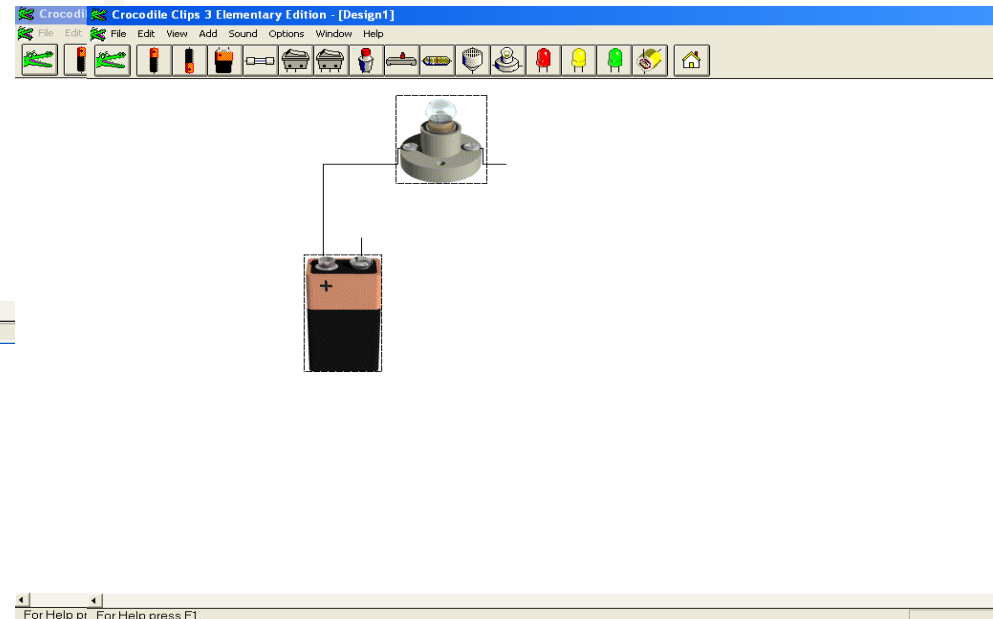 Crocodi Crocodile Clips 3 Elementary Edition - [Design1]
File Edit File Edit View Add Sound Options Window Help
+
For Help pr For Help press F1